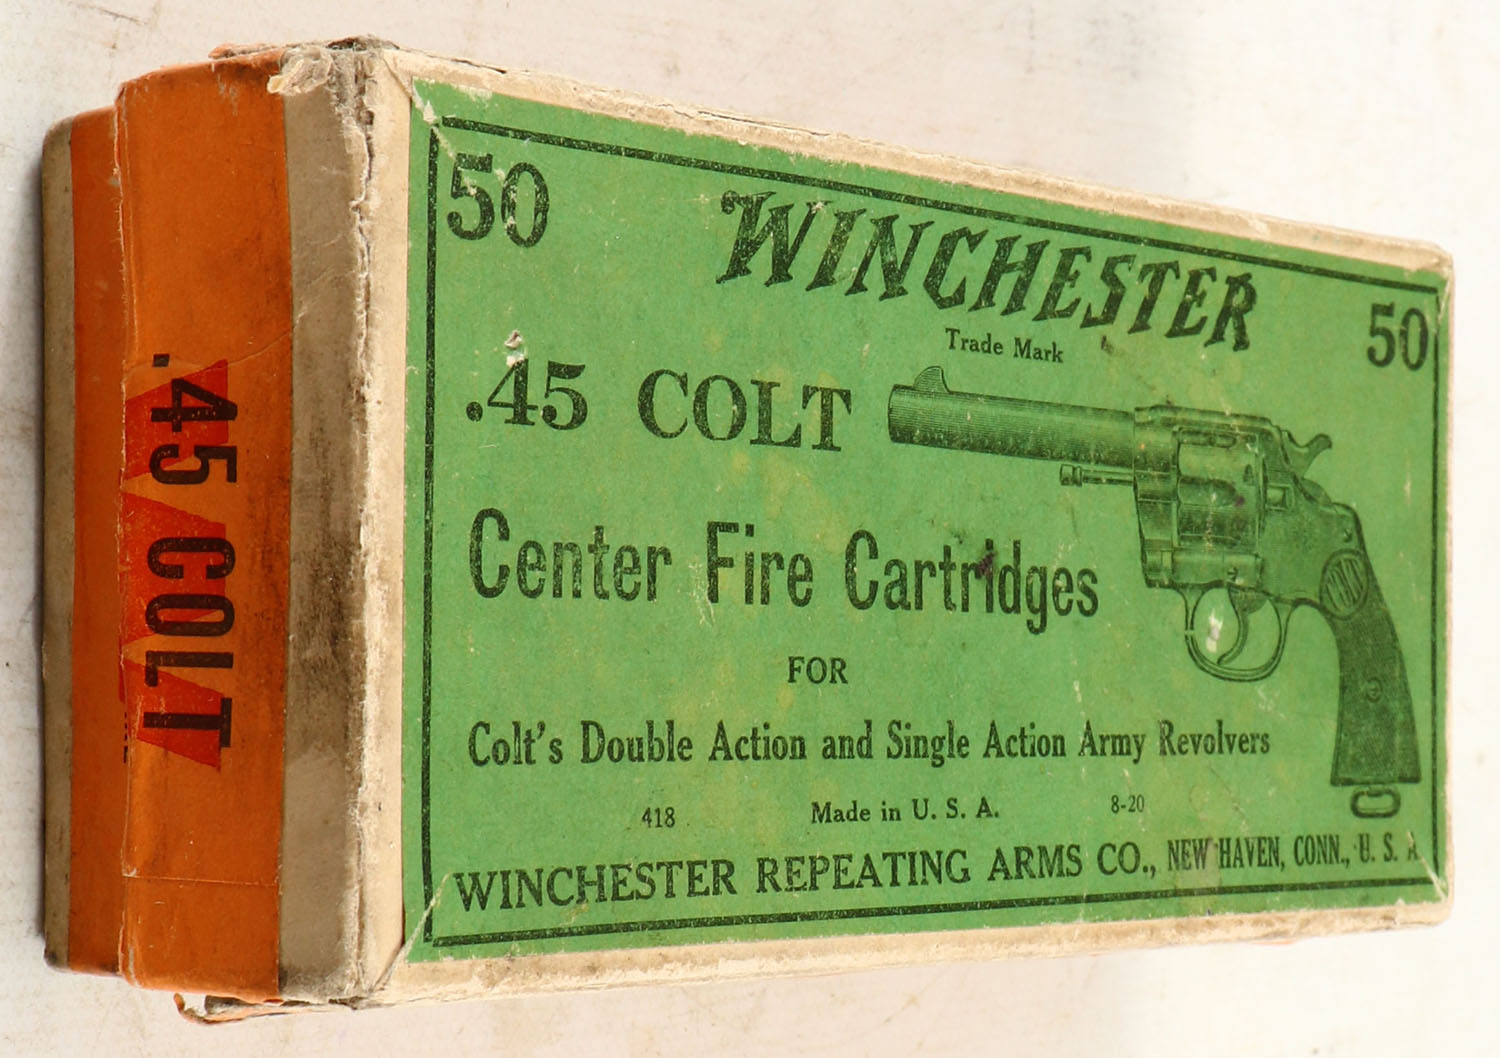 50
WINCHESTER
50
Trade Mark
.45 COLT
Center Fire Cartridges
FOR
Colt's Double Action and Single Action Army Revolvers
418 Made in U. S. A. 8-20
WINCHESTER REPEATING ARMS CO., NEW HAVEN, CONN., U. S. A
COLT
.45 COLT